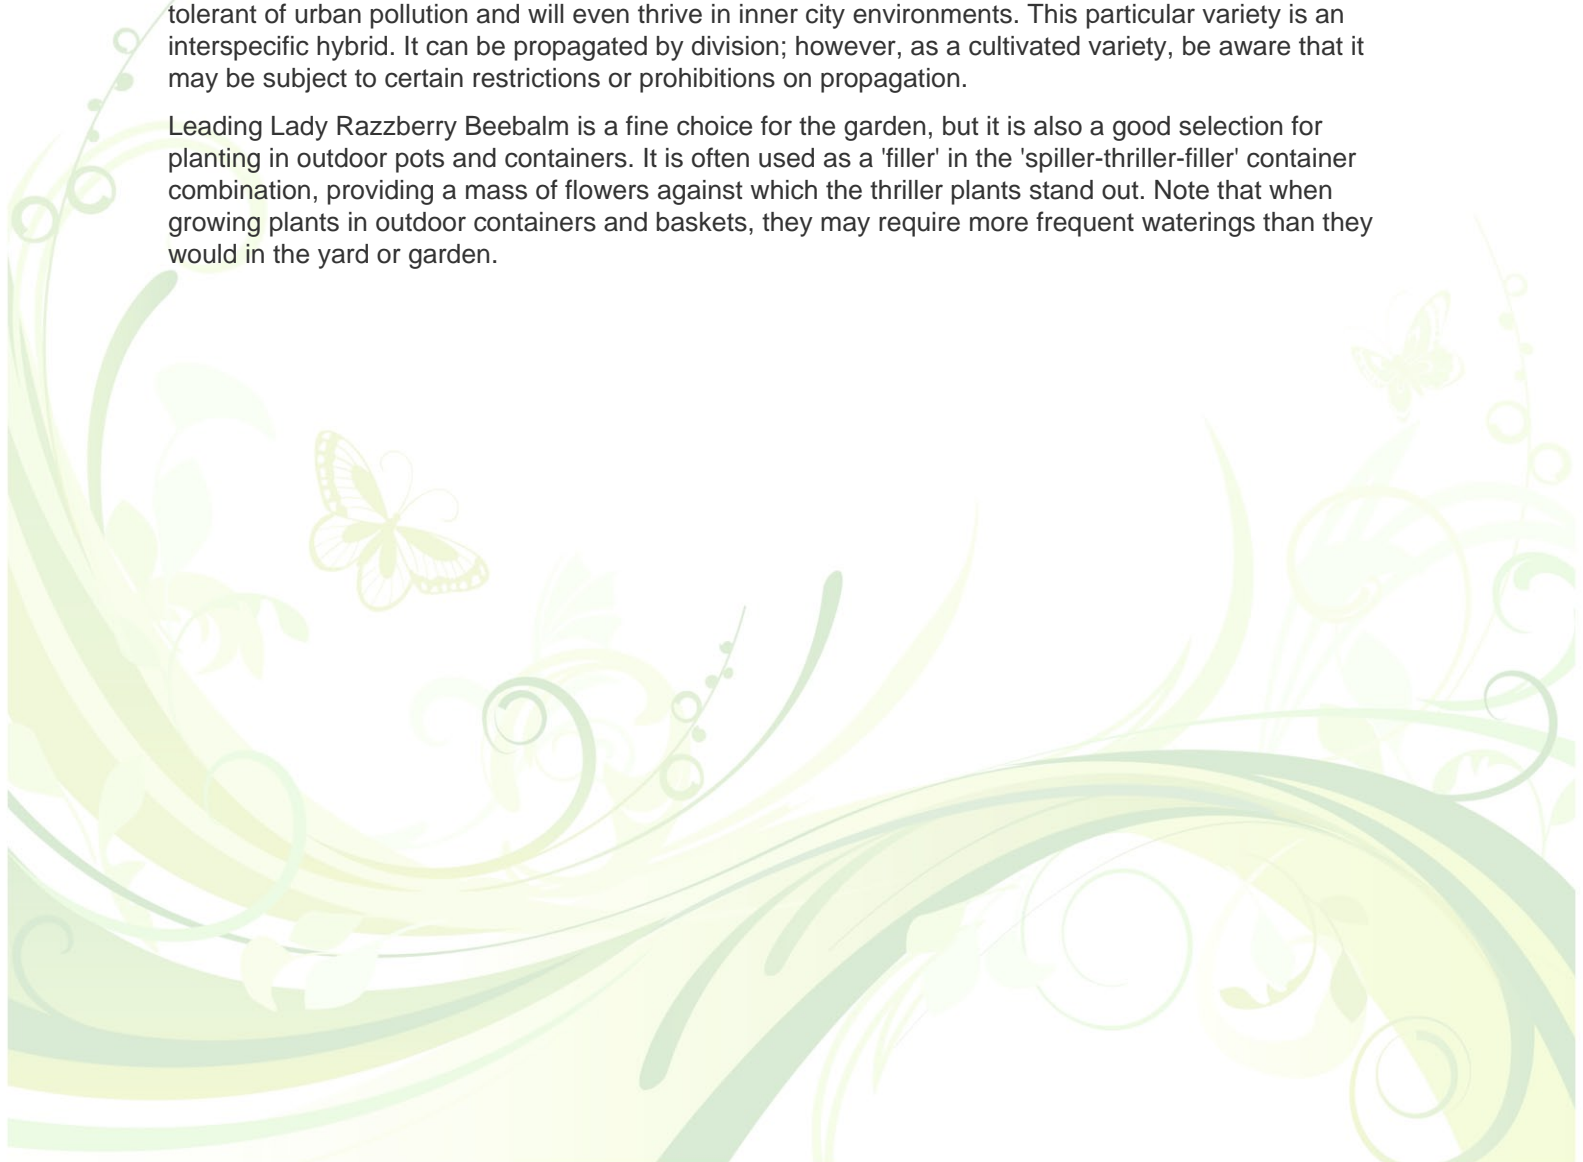 tolerant of urban pollution and will even thrive in inner city environments. This particular variety is an
interspecific hybrid. It can be propagated by division; however, as a cultivated variety, be aware that it
may be subject to certain restrictions or prohibitions on propagation.
Leading Lady Razzberry Beebalm is a fine choice for the garden, but it is also a good selection for
planting in outdoor pots and containers. It is often used as a 'filler' in the 'spiller-thriller-filler' container
combination, providing a mass of flowers against which the thriller plants stand out. Note that when
growing plants in outdoor containers and baskets, they may require more frequent waterings than they
would in the yard or garden.